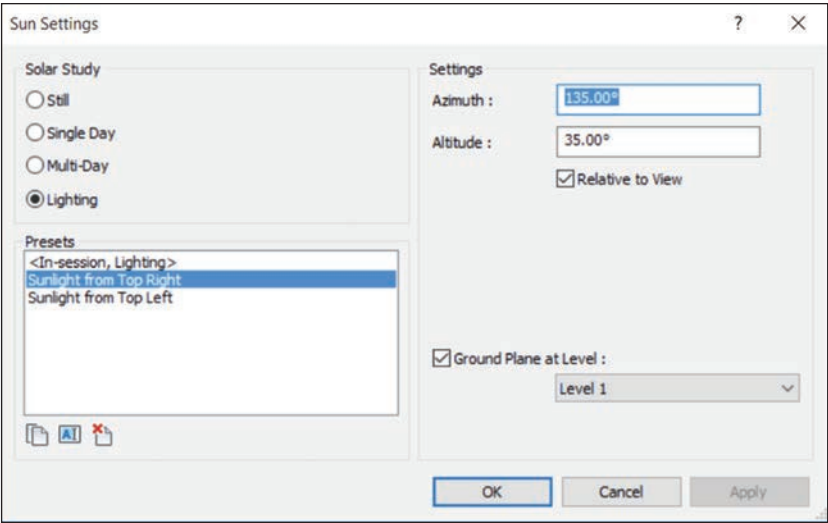 Sun Settings
Solar Study
Still
Single Day
Multi-Day
Lighting
Presets
<In-session, Lighting>
Sunlight from Top Right
Sunlight from Top Left
AI
Settings
Azimuth :
135.00°
Altitude :
35.00°
Relative to View
Ground Plane at Level :
Level 1
OK
Cancel
Apply